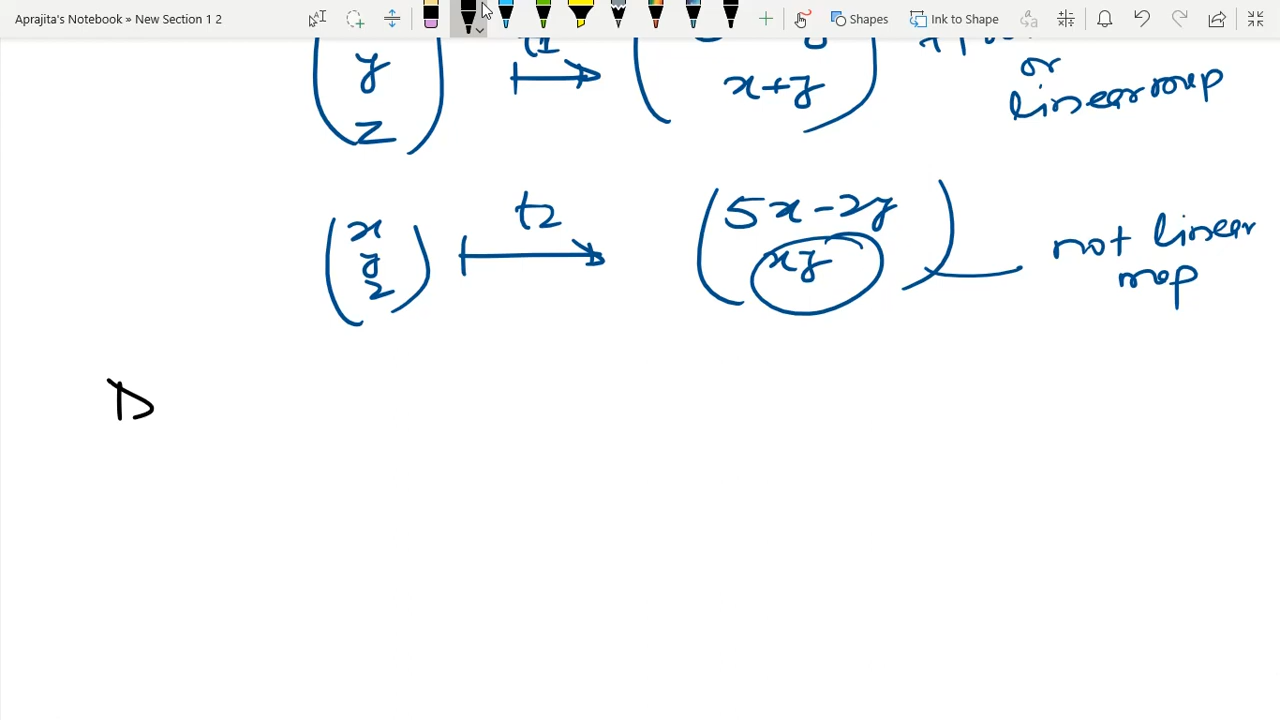 Aprajita's Notebook » New Section 1 2
Shapes
Ink to Shape
y t1 or
z x+y linear map
x t2 5x-2y not linear
y xy map
z
D